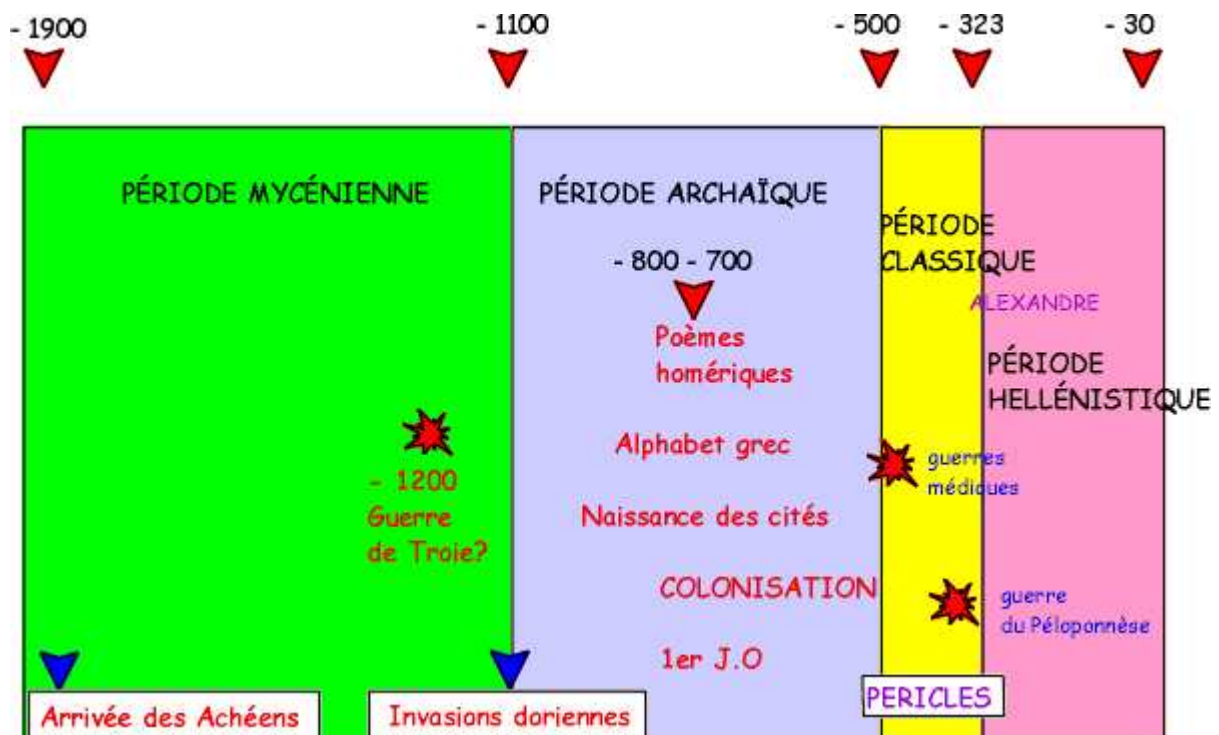 - 1900
- 1100
- 500
- 323
- 30
PÉRIODE MYCÉNIENNE
- 1200
Guerre
de Troie?
Arrivée des Achéens
Invasions doriennes
PÉRIODE ARCHAÏQUE
- 800 - 700
Poèmes
homériques
Alphabet grec
Naissance des cités
COLONISATION
1er J.O
PÉRIODE
CLASSIQUE
ALEXANDRE
PÉRIODE
HELLÉNISTIQUE
guerres
médiques
guerre
du Péloponnèse
PERICLES